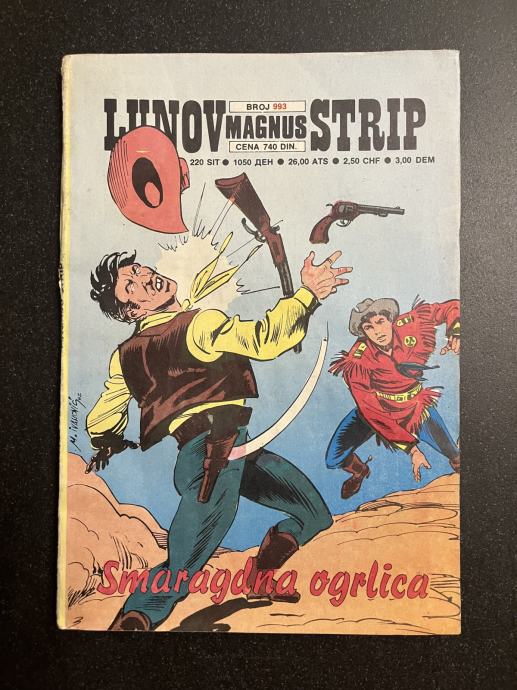 BROJ 993
LUNOV MAGNUS STRIP
CENA 740 DIN.
220 SIT ● 1050 ДЕН ● 26,00 ATS ● 2,50 CHF ● 3,00 DEM
Smaragdna ogrlica